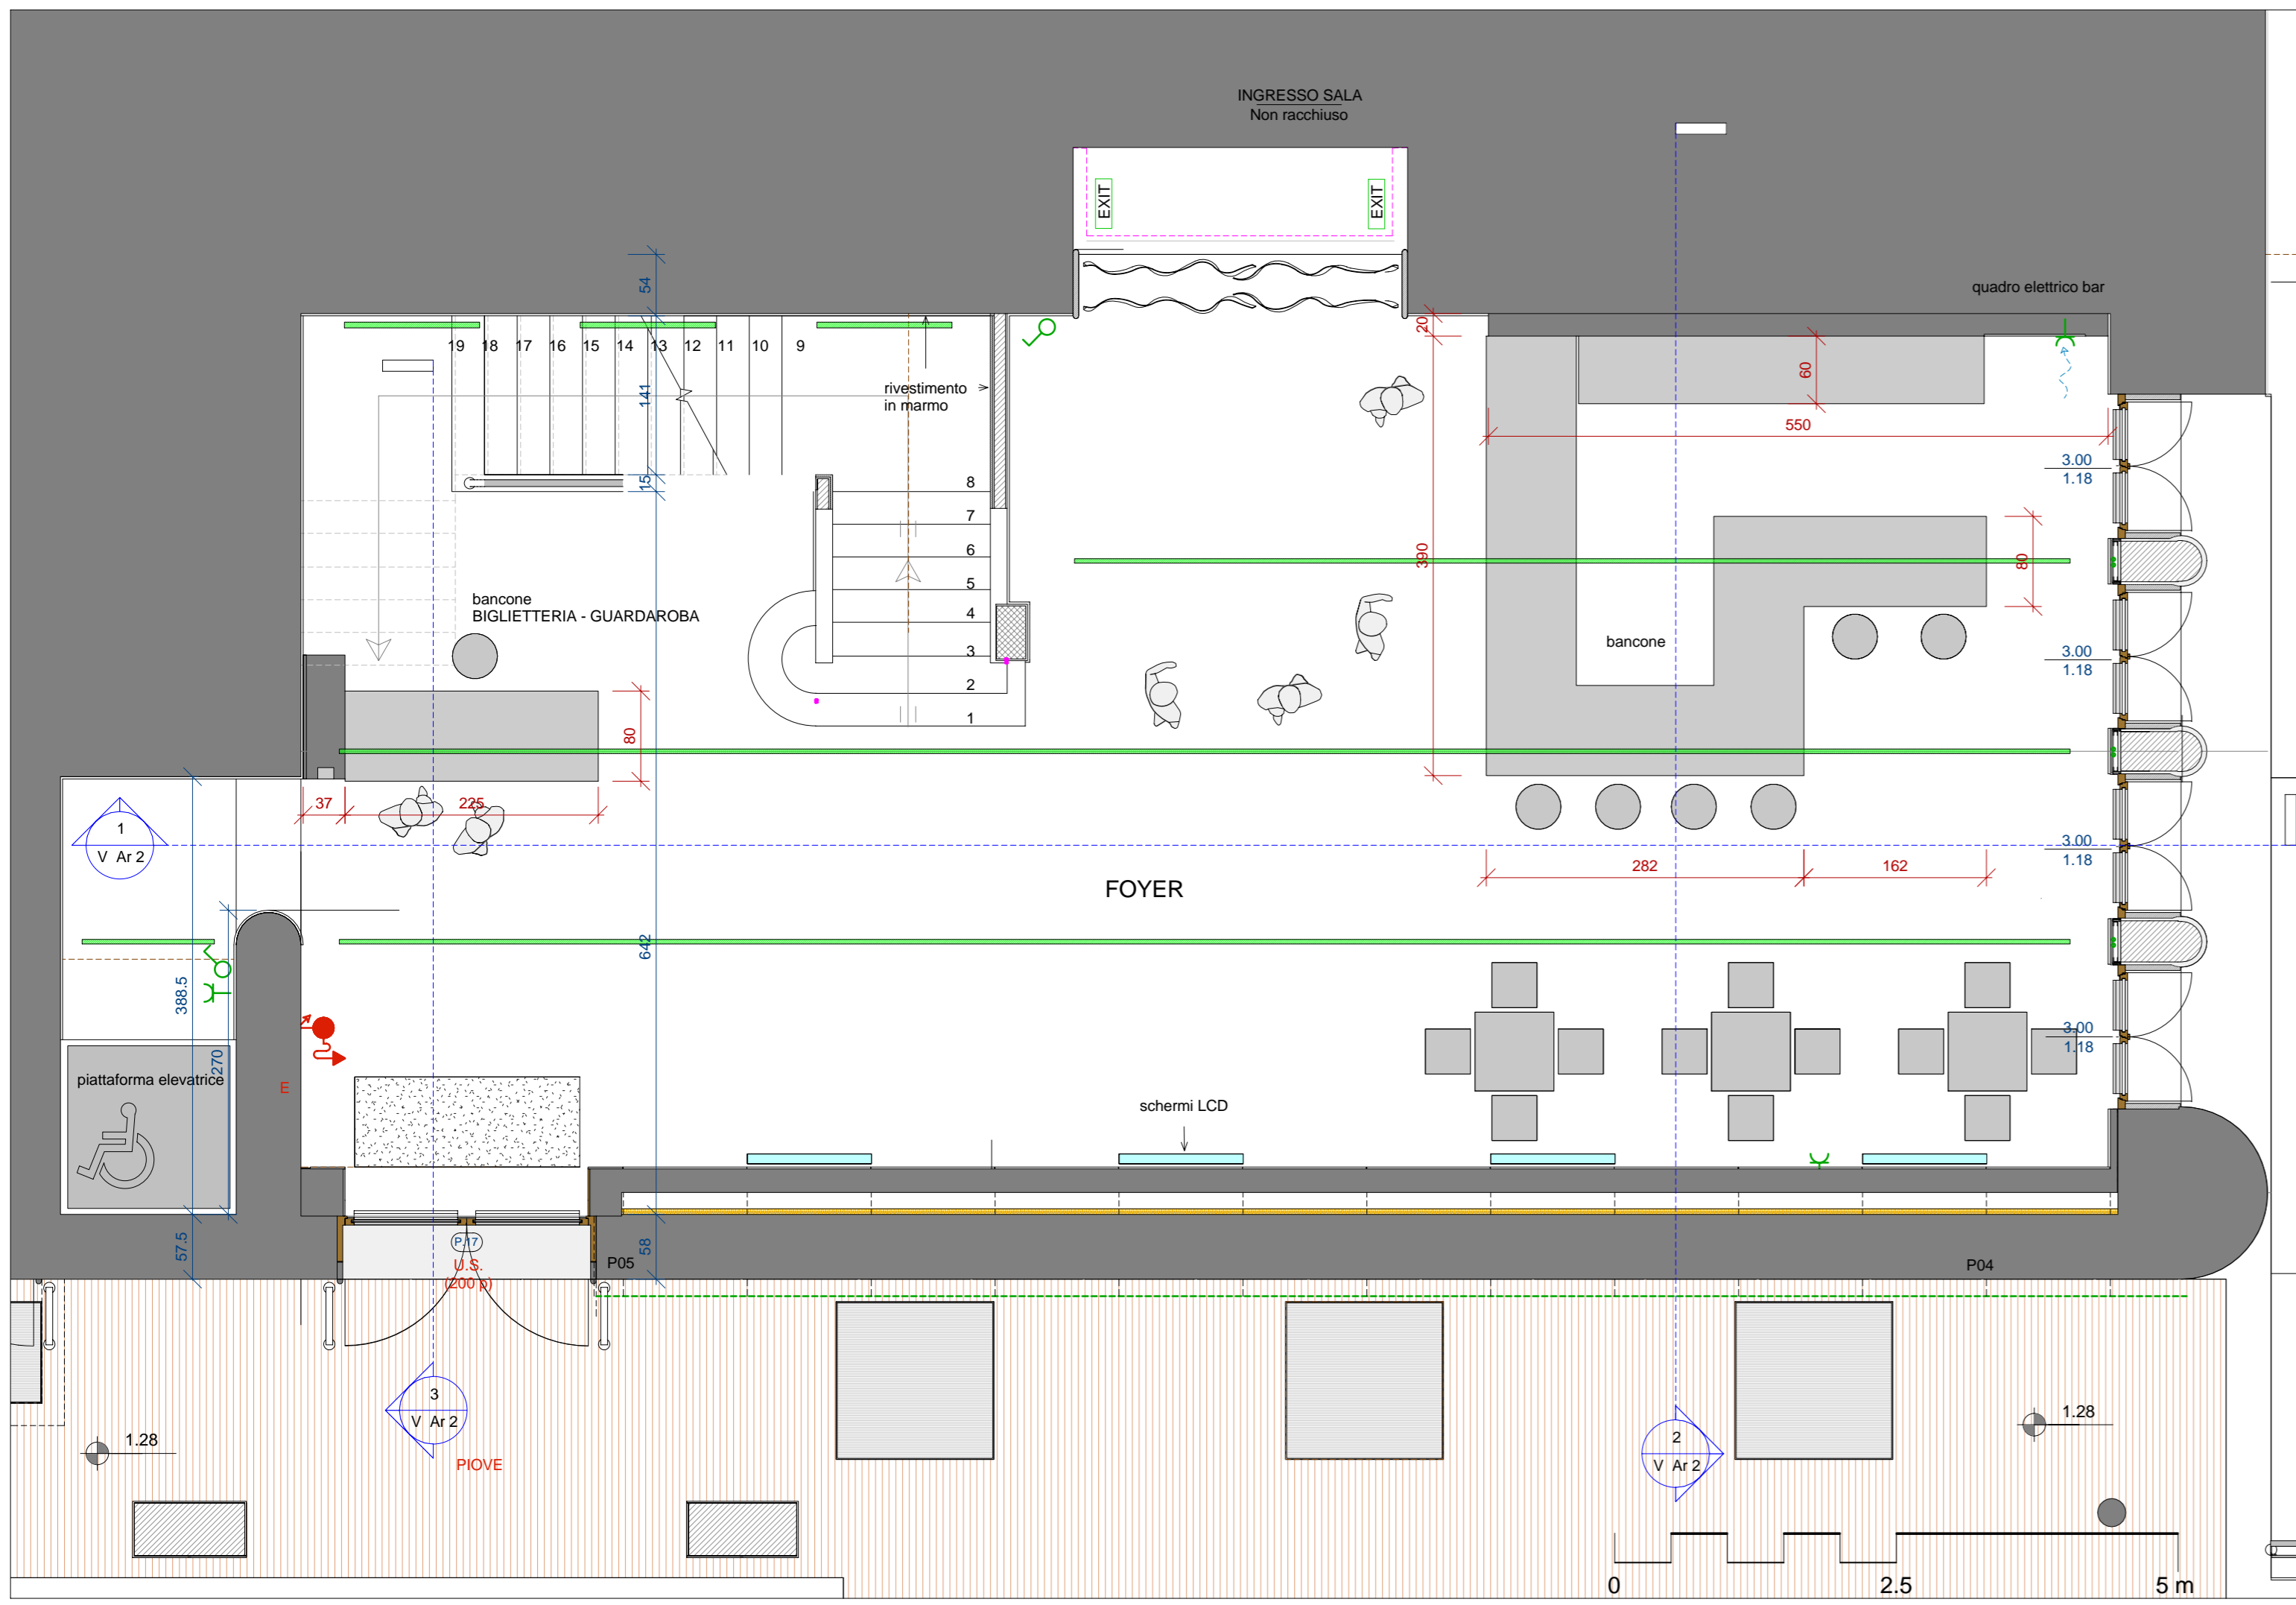 INGRESSO SALA
Non racchiuso
EXIT
EXIT
quadro elettrico bar
54
20
19 18 17 16 15 14 13 12 11 10 9
60
rivestimento
in marmo
141
550
3.00
1.18
15
8
7
6
5
4
3
2
1
390
80
bancone
BIGLIETTERIA - GUARDAROBA
bancone
3.00
1.18
80
37
225
1
V Ar 2
3.00
1.18
282
162
FOYER
642
388.5
270
3.00
1.18
piattaforma elevatrice
E
schermi LCD
57.5
P.17
U.S.
(200 p)
58
P05
P04
3
V Ar 2
1.28
PIOVE
2
V Ar 2
1.28
0
2.5
5 m